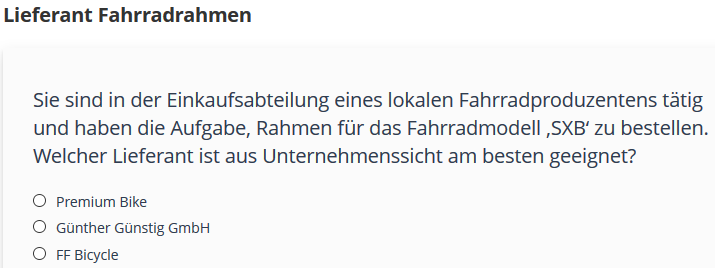 Lieferant Fahrradrahmen
Sie sind in der Einkaufsabteilung eines lokalen Fahrradproduzentens tätig
und haben die Aufgabe, Rahmen für das Fahrradmodell ‚SXB‘ zu bestellen.
Welcher Lieferant ist aus Unternehmenssicht am besten geeignet?
Premium Bike
Günther Günstig GmbH
FF Bicycle